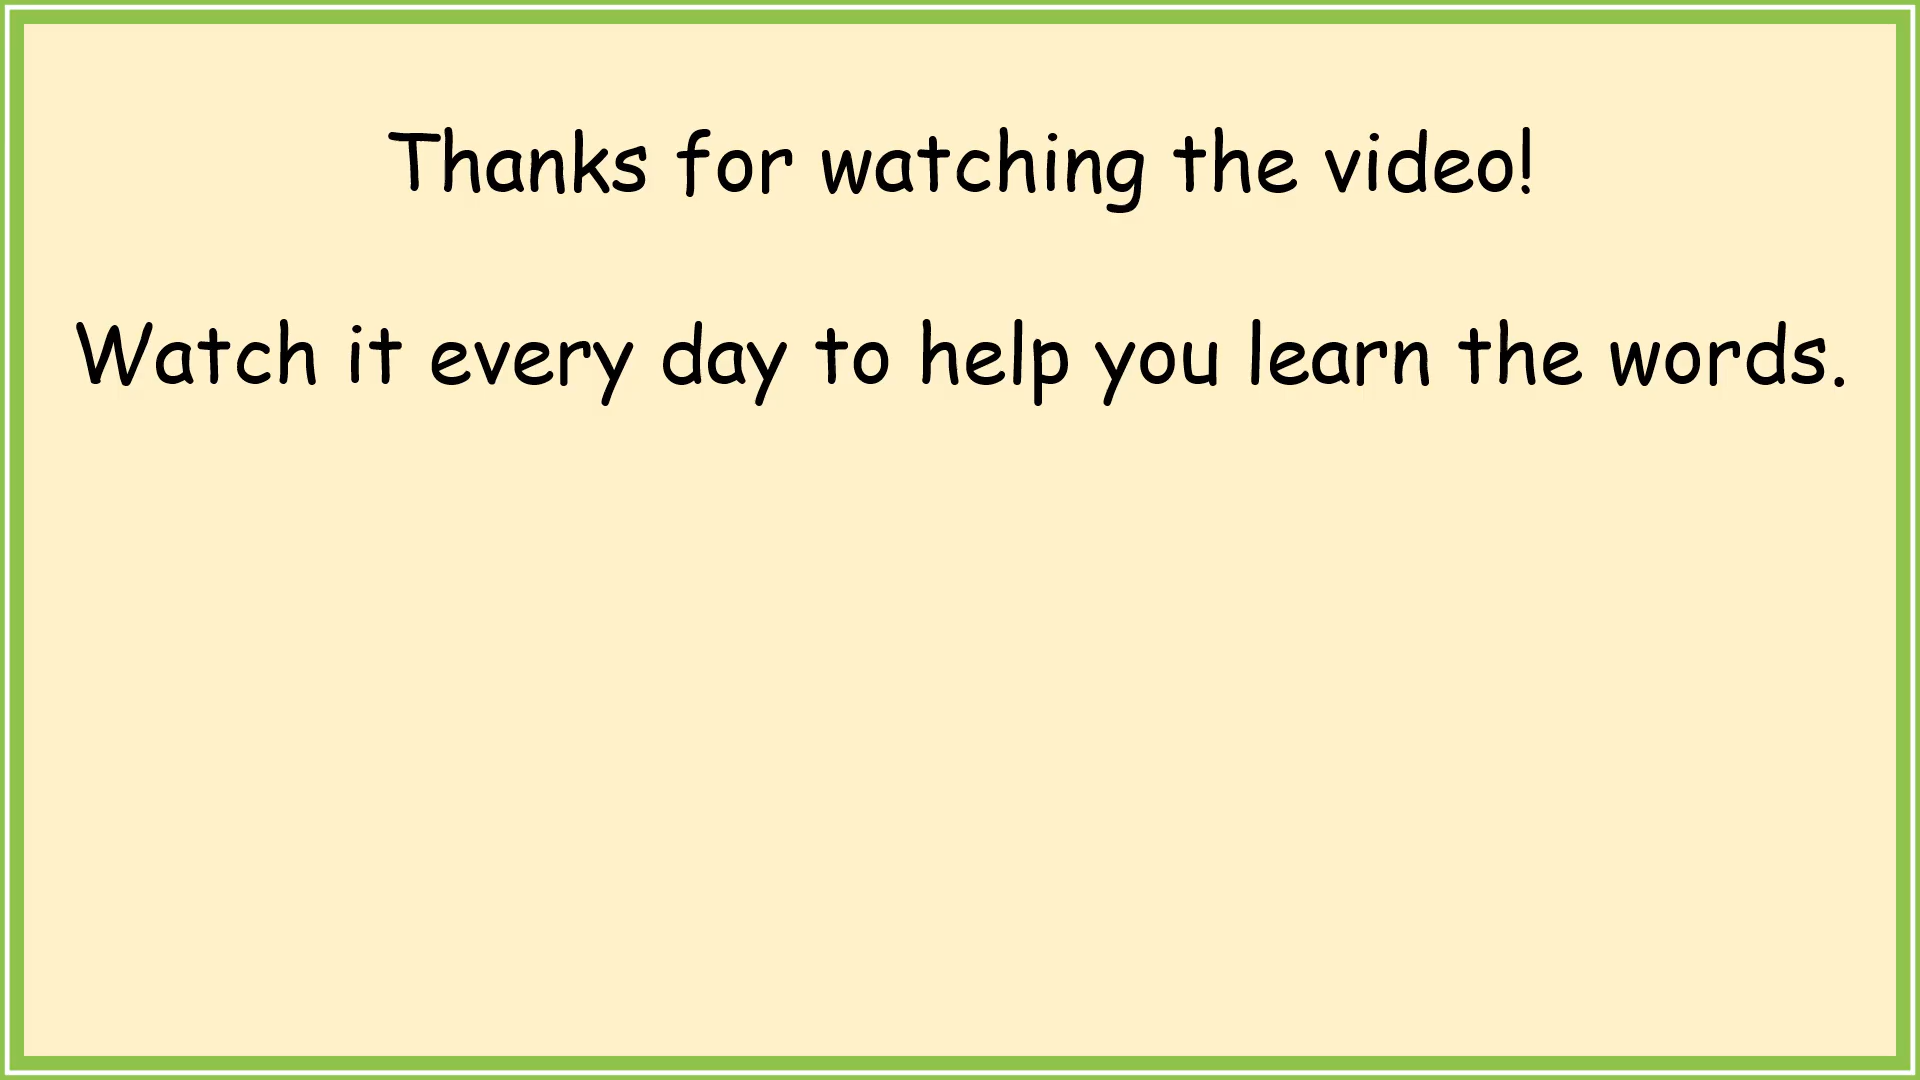 Thanks for watching the video!
Watch it every day to help you learn the words.